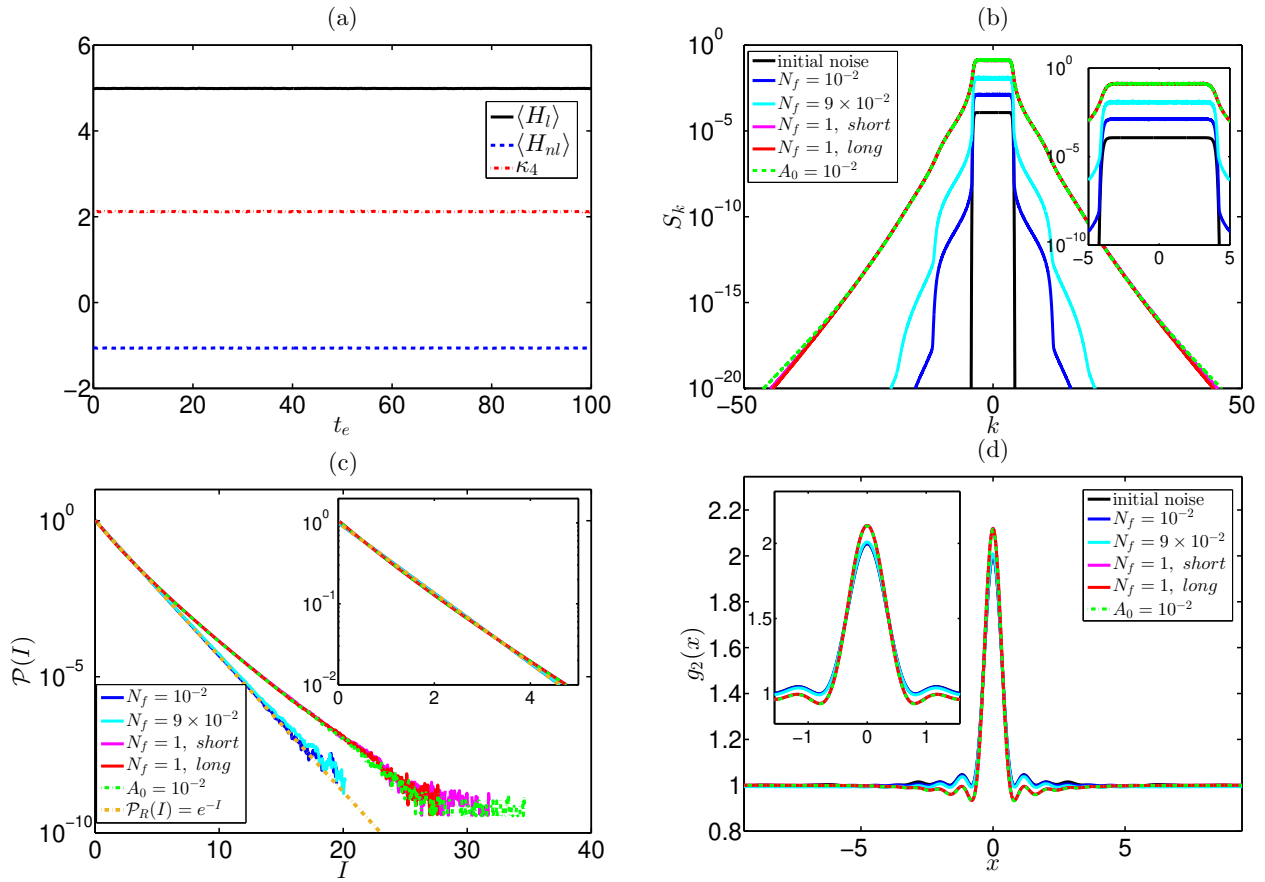 (a)
6
4
2
0
−2
0 20 40 60 80 100
t_e
⟨H_l⟩
⟨H_{nl}⟩
κ_4
(b)
10^0
10^{−5}
10^{−10}
10^{−15}
10^{−20}
S_k
−50 0 50
k
initial noise
N_f = 10^{−2}
N_f = 9 × 10^{−2}
N_f = 1, short
N_f = 1, long
A_0 = 10^{−2}
10^0
10^{−5}
10^{−10}
−5 0 5
(c)
10^0
10^{−5}
10^{−10}
P(I)
0 10 20 30 40
I
N_f = 10^{−2}
N_f = 9 × 10^{−2}
N_f = 1, short
N_f = 1, long
A_0 = 10^{−2}
P_R(I) = e^{−I}
10^0
10^{−1}
10^{−2}
0 2 4
(d)
2.2
2
1.8
1.6
1.4
1.2
1
0.8
g_2(x)
−5 0 5
x
initial noise
N_f = 10^{−2}
N_f = 9 × 10^{−2}
N_f = 1, short
N_f = 1, long
A_0 = 10^{−2}
2
1.5
1
−1 0 1